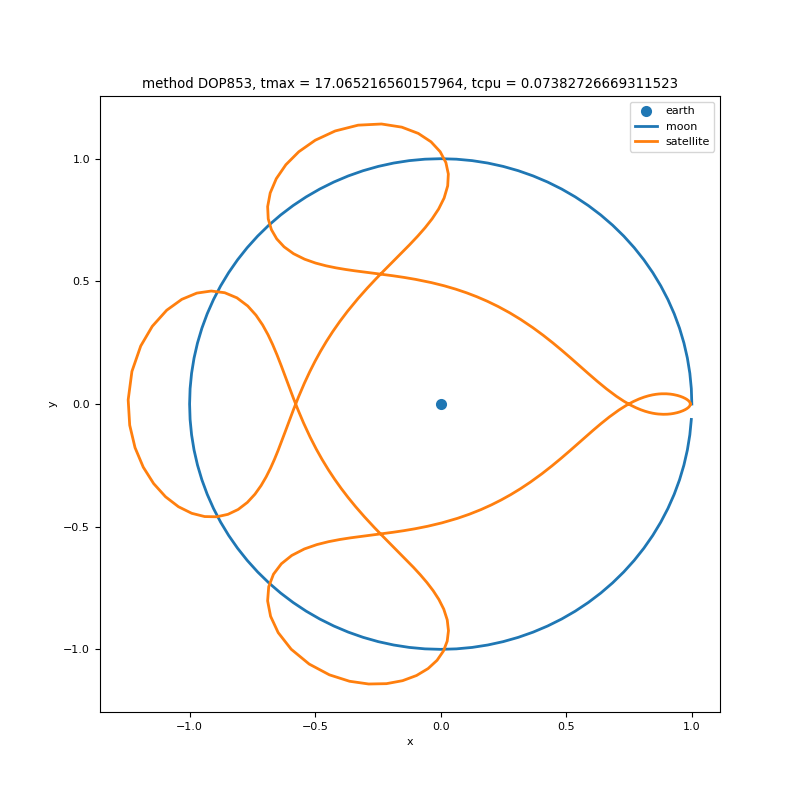 method DOP853, tmax = 17.065216560157964, tcpu = 0.07382726669311523
earth
moon
satellite
1.0
0.5
0.0
−0.5
−1.0
y
−1.0 −0.5 0.0 0.5 1.0
x